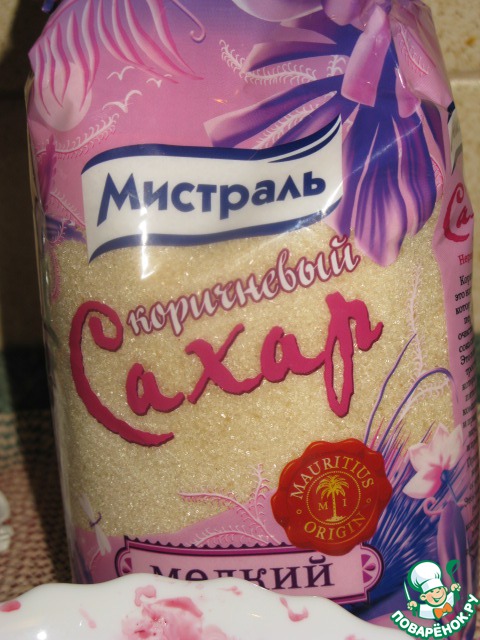 Мистраль
коричневый
Сахар
MAURITIUS
M I
ORIGIN
мелкий
ПОВАРЁНОК.РУ